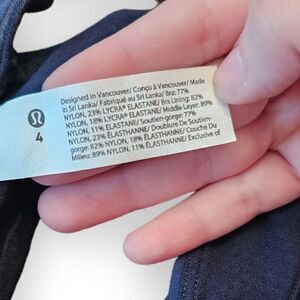 4
Designed in Vancouver/ Conçu à Vancouver/ Made
in Sri Lanka/ Fabriqué au Sri Lanka/ Bra: 77%
NYLON, 23% LYCRA® ELASTANE/ Bra Lining: 82%
NYLON, 18% LYCRA® ELASTANE/ Middle Layer: 89%
NYLON, 11% ELASTANE/ Soutien-gorge: 77%
NYLON, 23% ÉLASTHANNE/ Doublure De Soutien-
gorge: 82% NYLON, 18% ÉLASTHANNE/ Couche Du
Milieu: 89% NYLON, 11% ÉLASTHANNE/ Exclusive of